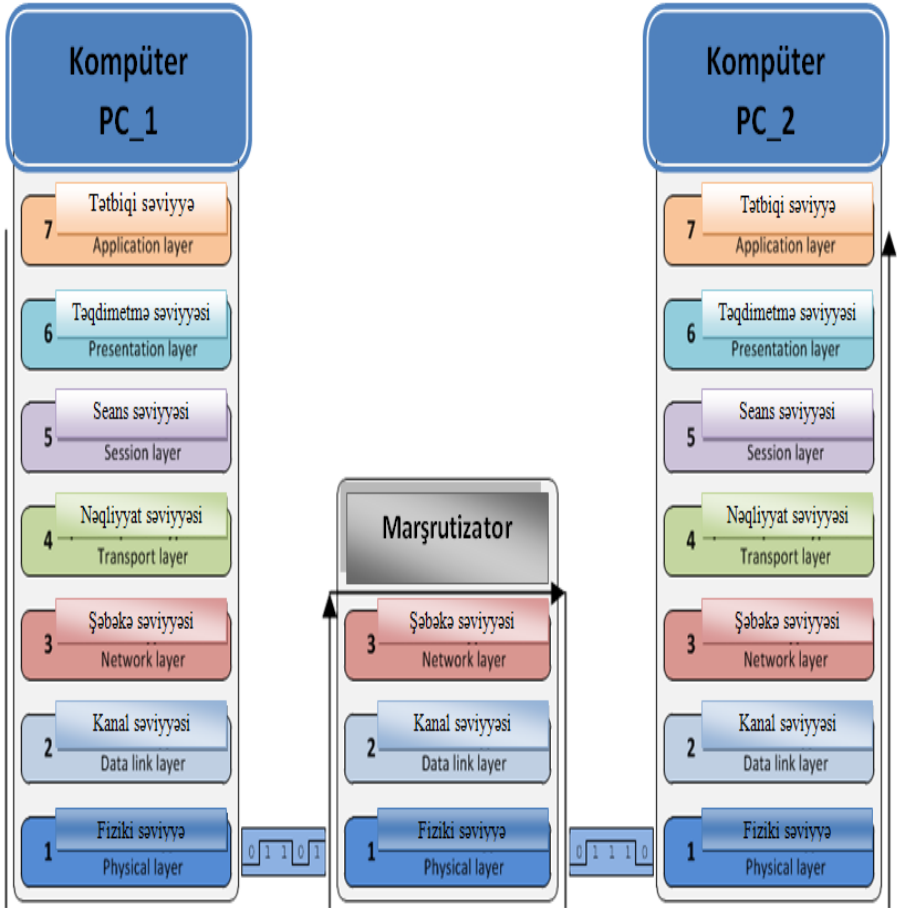 Kompüter
PC_1
7
Tətbiqi səviyyə
Application layer
6
Təqdimetmə səviyyəsi
Presentation layer
5
Seans səviyyəsi
Session layer
4
Nəqliyyat səviyyəsi
Transport layer
3
Şəbəkə səviyyəsi
Network layer
2
Kanal səviyyəsi
Data link layer
1
Fiziki səviyyə
Physical layer
0 1 1 0 1
Marşrutizator
3
Şəbəkə səviyyəsi
Network layer
2
Kanal səviyyəsi
Data link layer
1
Fiziki səviyyə
Physical layer
0 1 1 1 0
Kompüter
PC_2
7
Tətbiqi səviyyə
Application layer
6
Təqdimetmə səviyyəsi
Presentation layer
5
Seans səviyyəsi
Session layer
4
Nəqliyyat səviyyəsi
Transport layer
3
Şəbəkə səviyyəsi
Network layer
2
Kanal səviyyəsi
Data link layer
1
Fiziki səviyyə
Physical layer